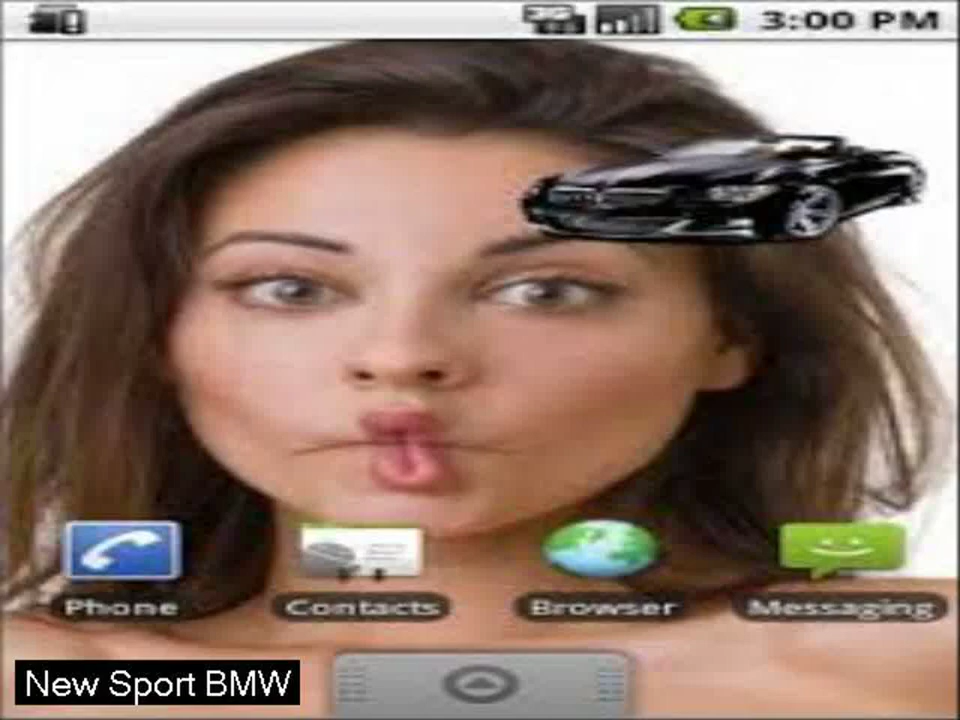 3:00 PM
Phone
Contacts
Browser
Messaging
New Sport BMW